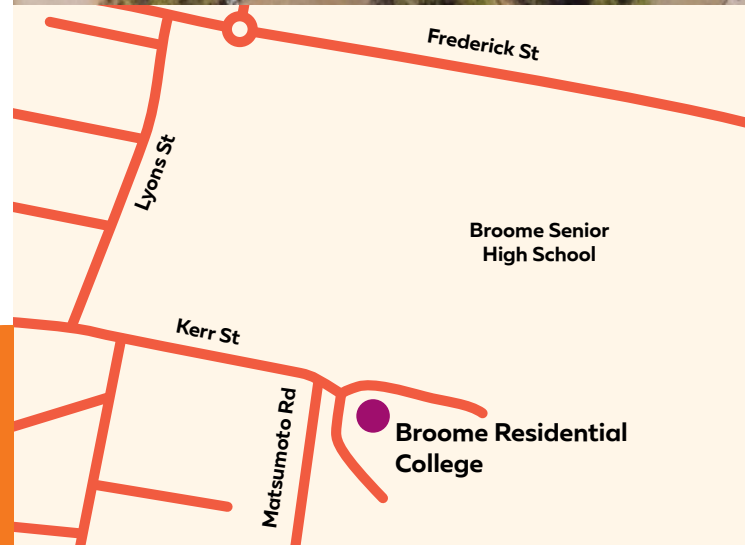 Frederick St
Lyons St
Broome Senior
High School
Kerr St
Matsumoto Rd
Broome Residential
College